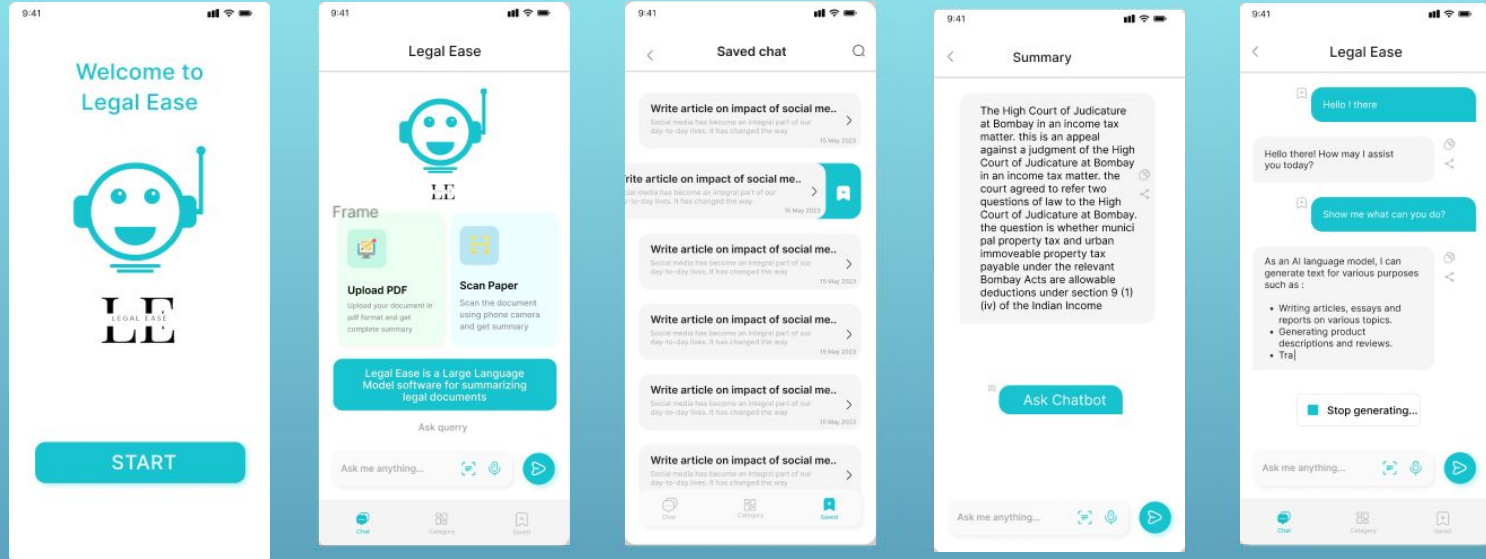 9:41
Welcome to
Legal Ease
LE
LEGAL EASE
START
9:41
Legal Ease
LE
Frame
Upload PDF
Upload your document in
pdf format and get
complete summary
Scan Paper
Scan the document
using phone camera
and get summary
Legal Ease is a Large Language
Model software for summarizing
legal documents
Ask querry
Ask me anything...
Chat
Category
Saved
9:41
Saved chat
Write article on impact of social me..
Social media has become an integral part of our
day-to-day lives. It has changed the way
15 May 2023
rite article on impact of social me..
cial media has become an integral part of our
y-to-day lives. It has changed the way
15 May 2023
Write article on impact of social me..
Social media has become an integral part of our
day-to-day lives. It has changed the way
15 May 2023
Write article on impact of social me..
Social media has become an integral part of our
day-to-day lives. It has changed the way
15 May 2023
Write article on impact of social me..
Social media has become an integral part of our
day-to-day lives. It has changed the way
15 May 2023
Write article on impact of social me..
Social media has become an integral part of our
day-to-day lives. It has changed the way
Chat
Category
Saved
9:41
Summary
The High Court of Judicature
at Bombay in an income tax
matter. this is an appeal
against a judgment of the High
Court of Judicature at Bombay
in an income tax matter. the
court agreed to refer two
questions of law to the High
Court of Judicature at Bombay.
the question is whether munici
pal property tax and urban
immoveable property tax
payable under the relevant
Bombay Acts are allowable
deductions under section 9 (1)
(iv) of the Indian Income
Ask Chatbot
Ask me anything...
9:41
Legal Ease
Hello ! there
Hello there! How may I assist
you today?
Show me what can you do?
As an AI language model, I can
generate text for various purposes
such as :
• Writing articles, essays and
reports on various topics.
• Generating product
descriptions and reviews.
• Tra
Stop generating...
Ask me anything...
Chat
Category
Saved